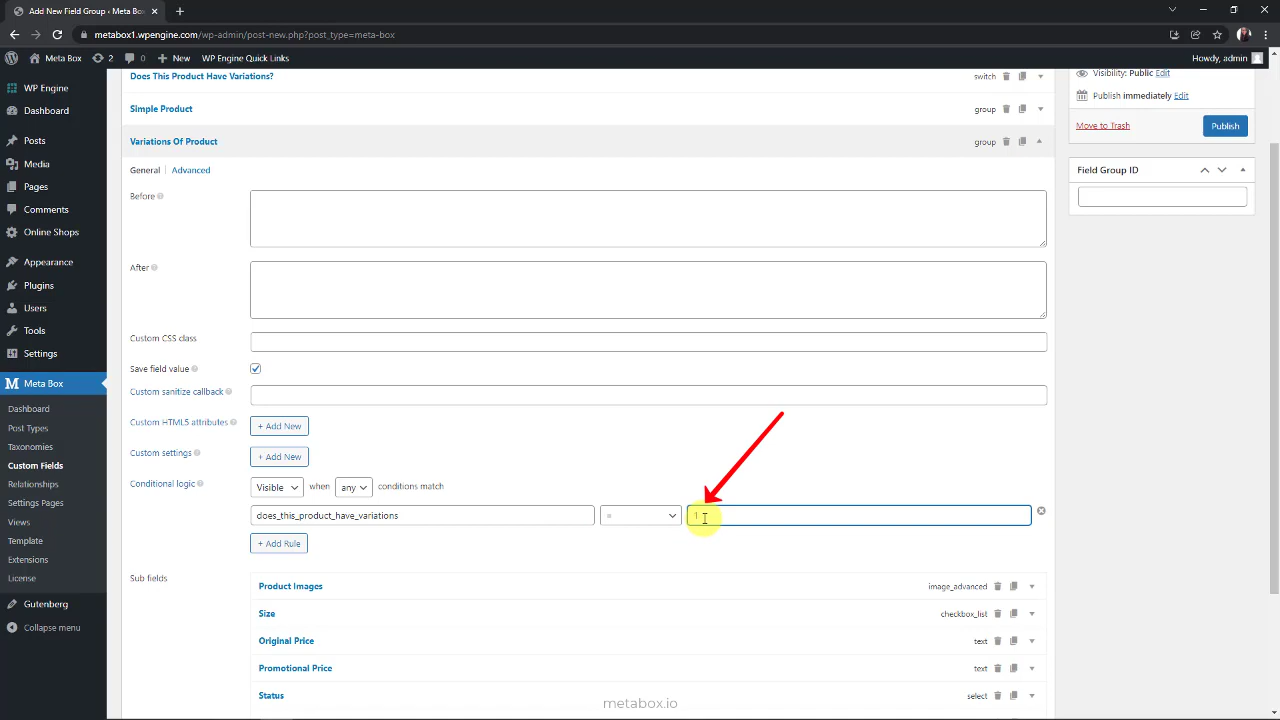 Add New Field Group ‹ Meta Box
metabox1.wpengine.com/wp-admin/post-new.php?post_type=meta-box
Meta Box 2 0 New WP Engine Quick Links Howdy, admin
WP Engine
Dashboard
Posts
Media
Pages
Comments
Online Shops
Appearance
Plugins
Users
Tools
Settings
Meta Box
Dashboard
Post Types
Taxonomies
Custom Fields
Relationships
Settings Pages
Views
Template
Extensions
License
Gutenberg
Collapse menu
Does This Product Have Variations? switch
Simple Product group
Variations Of Product group
General | Advanced
Before
After
Custom CSS class
Save field value
Custom sanitize callback
Custom HTML5 attributes + Add New
Custom settings + Add New
Conditional logic Visible when any conditions match
does_this_product_have_variations = 1
+ Add Rule
Sub fields
Product Images image_advanced
Size checkbox_list
Original Price text
Promotional Price text
Status select
Visibility: Public Edit
Publish immediately Edit
Move to Trash Publish
Field Group ID
metabox.io